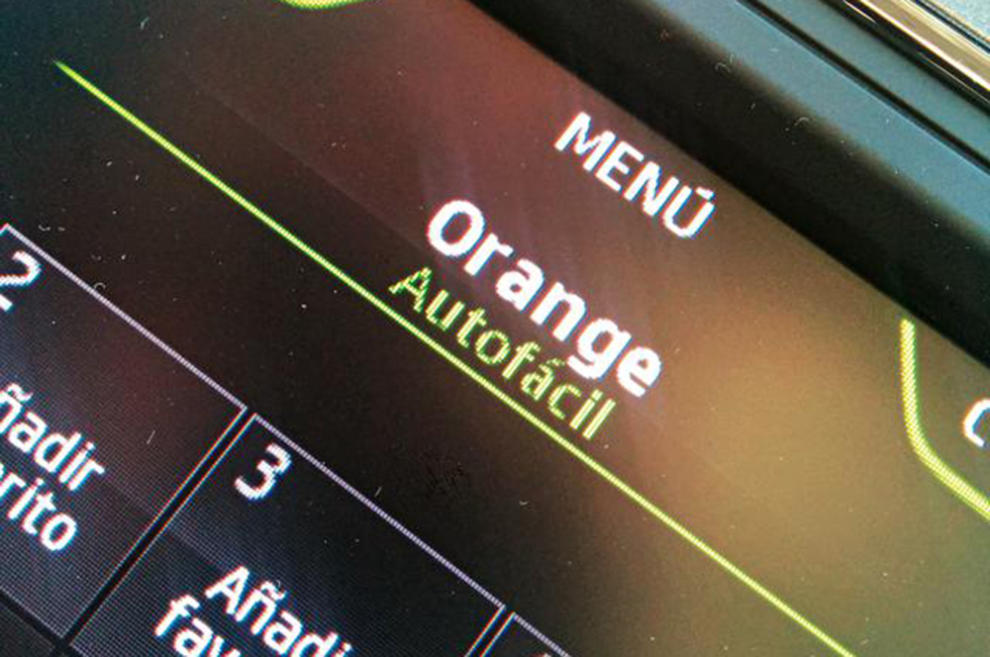 MENÚ
Orange
Autofácil
2
ñadir
rito
3
Añadi
fav